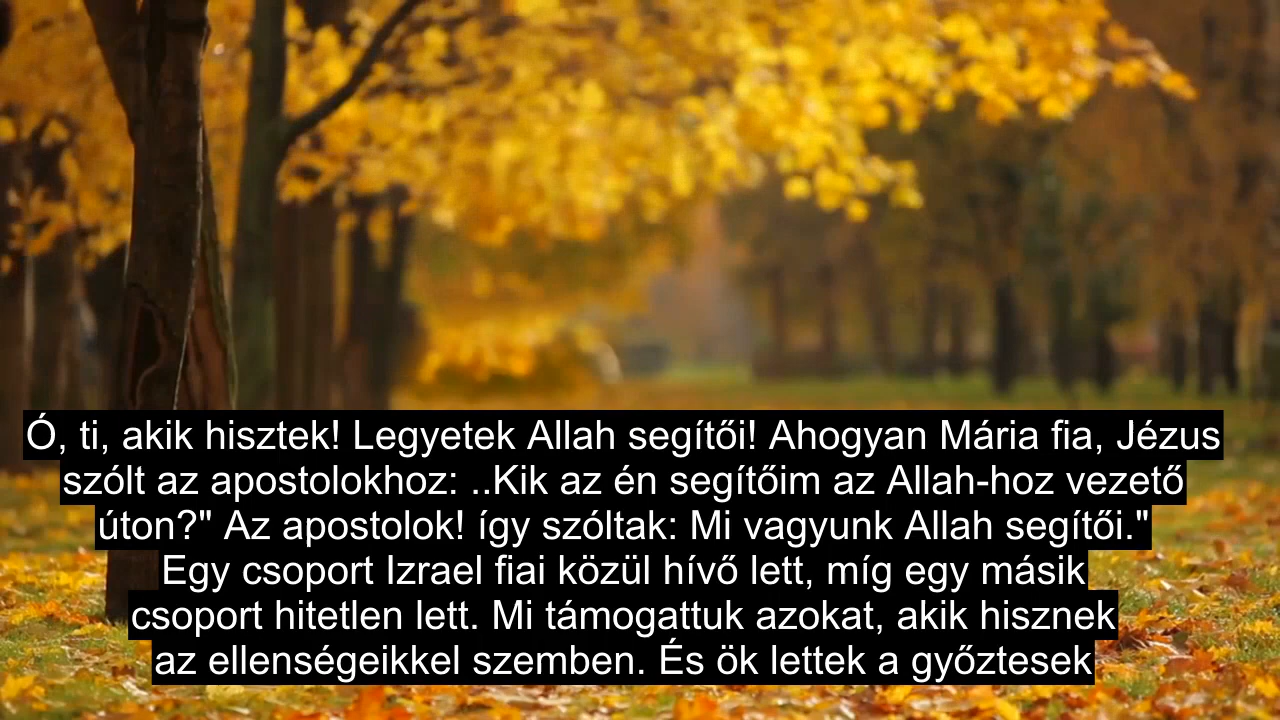 Ó, ti, akik hisztek! Legyetek Allah segítői! Ahogyan Mária fia, Jézus
szólt az apostolokhoz: ..Kik az én segítőim az Allah-hoz vezető
úton?" Az apostolok! így szóltak: Mi vagyunk Allah segítői."
Egy csoport Izrael fiai közül hívő lett, míg egy másik
csoport hitetlen lett. Mi támogattuk azokat, akik hisznek
az ellenségeikkel szemben. És ök lettek a győztesek